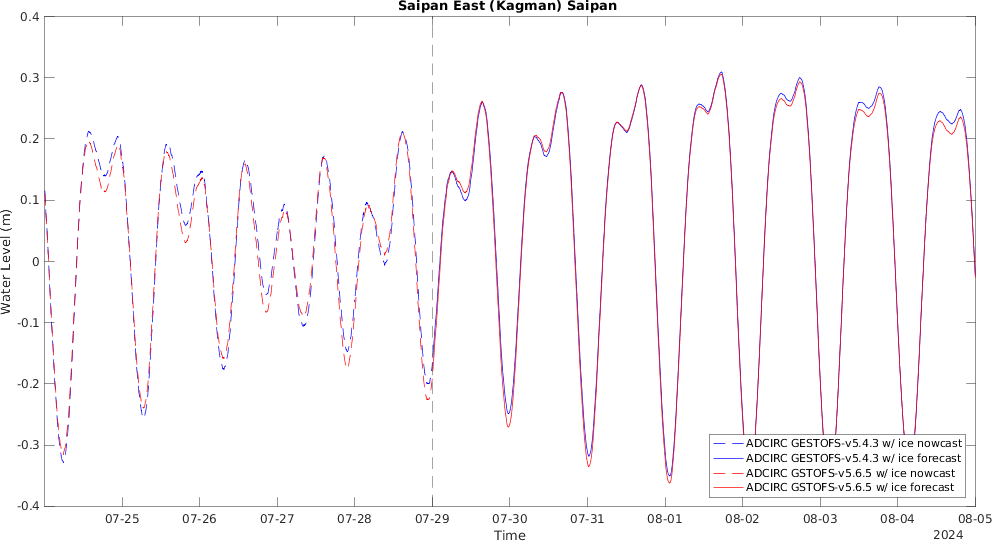 Saipan East (Kagman) Saipan
0.4
0.3
0.2
0.1
0
-0.1
-0.2
-0.3
-0.4
Water Level (m)
ADCIRC GESTOFS-v5.4.3 w/ ice nowcast
ADCIRC GESTOFS-v5.4.3 w/ ice forecast
ADCIRC GSTOFS-v5.6.5 w/ ice nowcast
ADCIRC GSTOFS-v5.6.5 w/ ice forecast
07-25 07-26 07-27 07-28 07-29 07-30 07-31 08-01 08-02 08-03 08-04 08-05
Time
2024